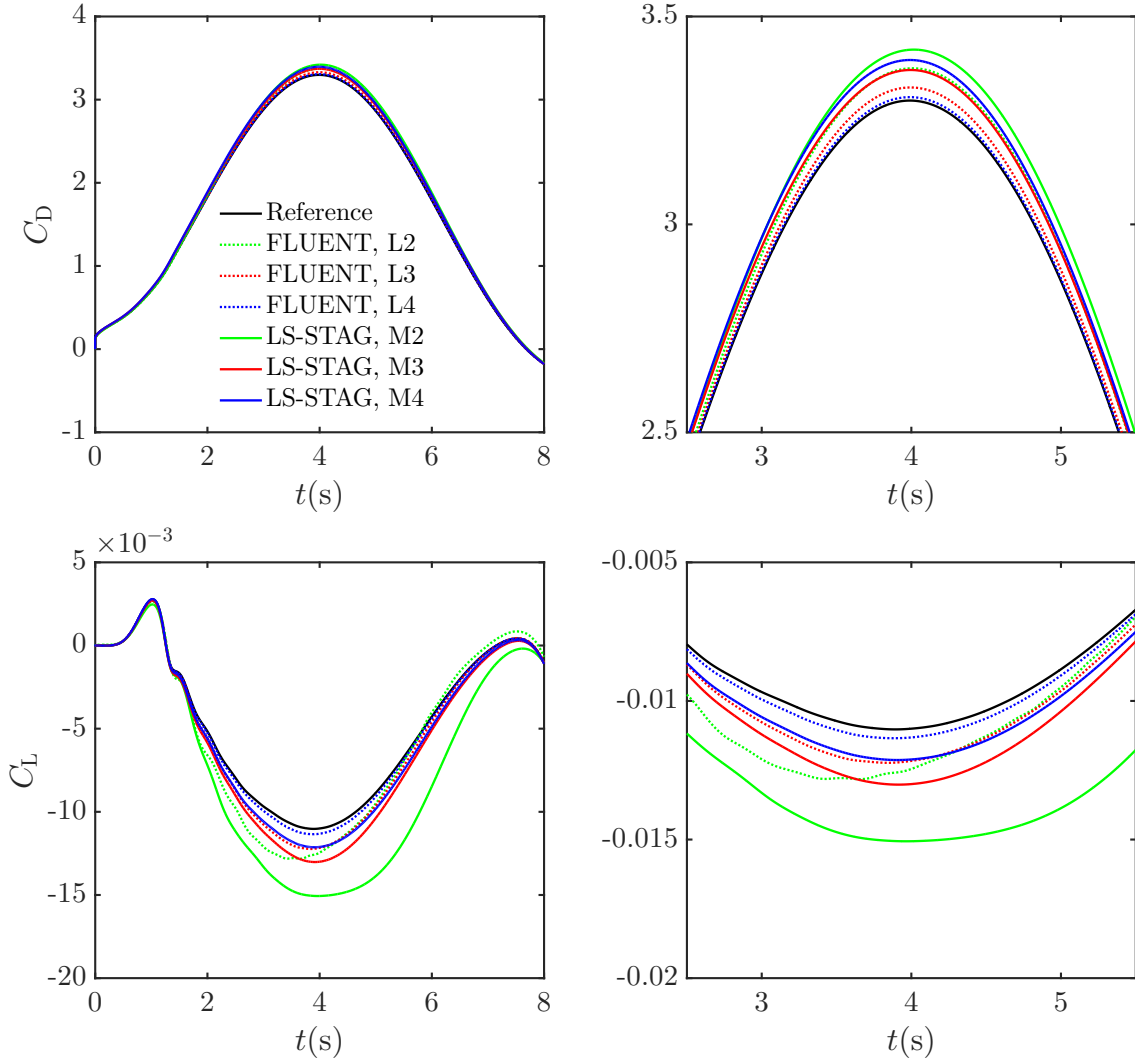 4
3
2
1
0
-1
C_D
0 2 4 6 8
t(s)
Reference
FLUENT, L2
FLUENT, L3
FLUENT, L4
LS-STAG, M2
LS-STAG, M3
LS-STAG, M4
3.5
3
2.5
3 4 5
t(s)
×10⁻³
5
0
-5
-10
-15
-20
C_L
0 2 4 6 8
t(s)
-0.005
-0.01
-0.015
-0.02
3 4 5
t(s)